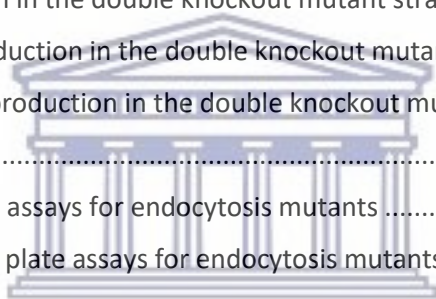 n in the double knockout mutant stra
duction in the double knockout muta
production in the double knockout mu
................................................................
assays for endocytosis mutants .......
plate assays for endocytosis mutants